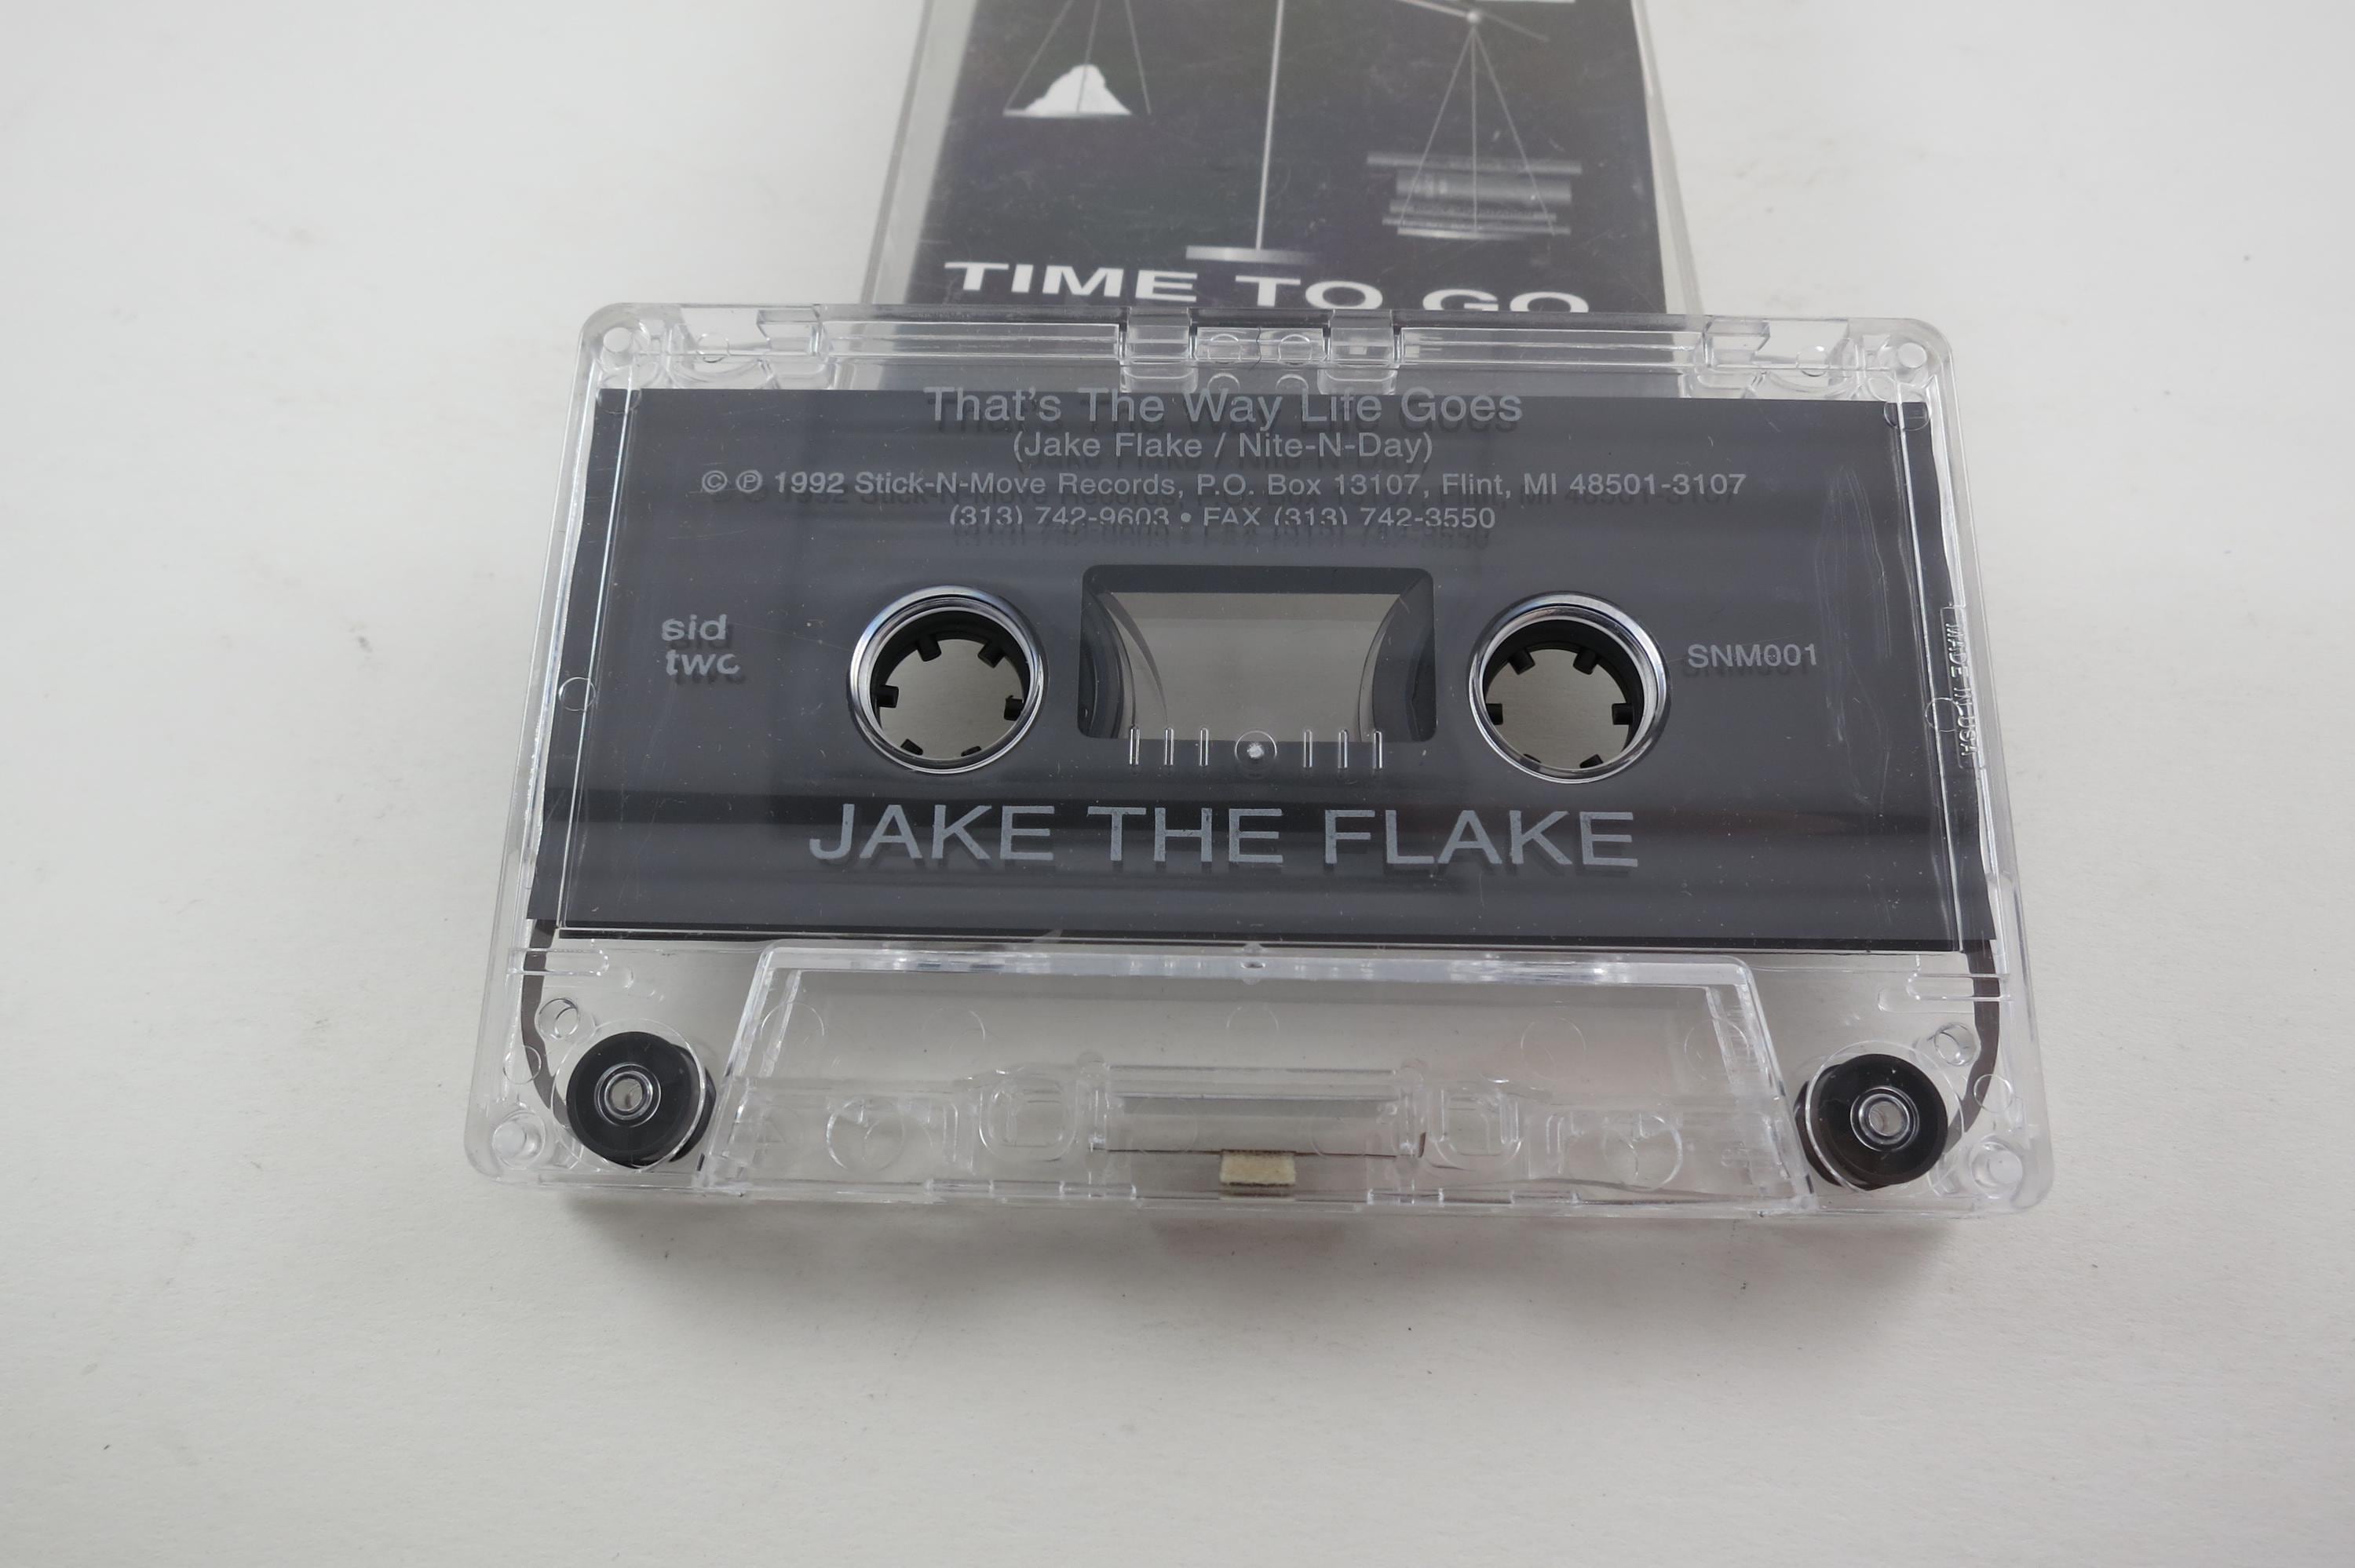 TIME TO GO
That's The Way Life Goes
(Jake Flake / Nite-N-Day)
© ℗ 1992 Stick-N-Move Records, P.O. Box 13107, Flint, MI 48501-3107
(313) 742-9603 • FAX (313) 742-3550
sid
twc
SNM001
MADE IN USA
JAKE THE FLAKE